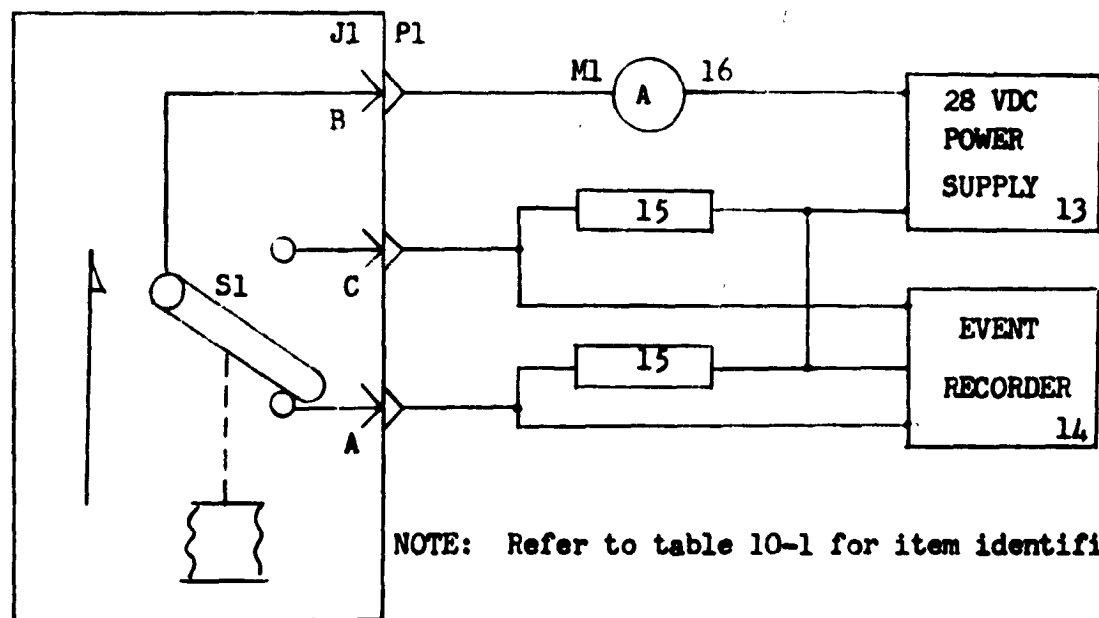 J1 P1
M1 A 16
B
28 VDC
POWER
SUPPLY
13
15
S1
C
EVENT
RECORDER
14
15
A
NOTE: Refer to table 10-1 for item identifi